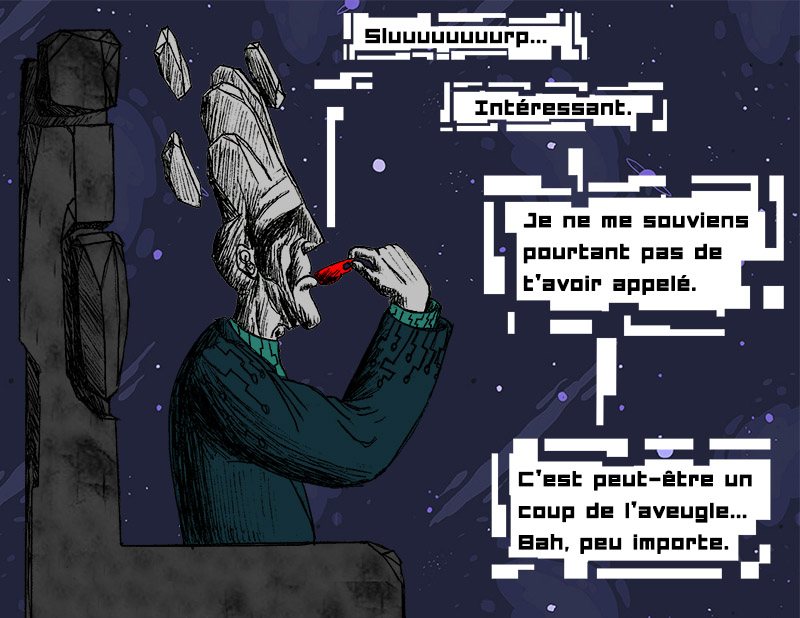 Sluuuuuuuuurp...
Intéressant.
Je ne me souviens
pourtant pas de
t'avoir appelé.
C'est peut-être un
coup de l'aveugle...
Bah, peu importe.